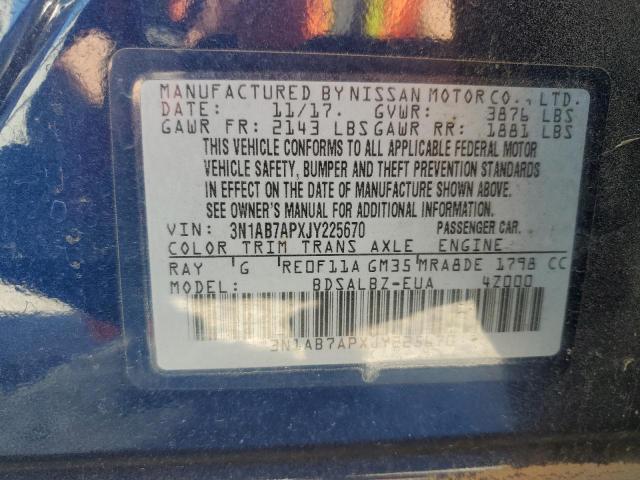 MANUFACTURED BY NISSAN MOTOR CO., LTD.
DATE: 11/17. GVWR: 3876 LBS
GAWR FR: 2143 LBS GAWR RR: 1881 LBS
THIS VEHICLE CONFORMS TO ALL APPLICABLE FEDERAL MOTOR
VEHICLE SAFETY, BUMPER AND THEFT PREVENTION STANDARDS
IN EFFECT ON THE DATE OF MANUFACTURE SHOWN ABOVE.
SEE OWNER'S MANUAL FOR ADDITIONAL INFORMATION.
VIN: 3N1AB7APXJY225670 PASSENGER CAR.
COLOR TRIM TRANS AXLE ENGINE
RAY G RE0F11A GM35 MRA8DE 1798 CC
MODEL: BDSALBZ-EUA 4Z000
3N1AB7APXJY225670